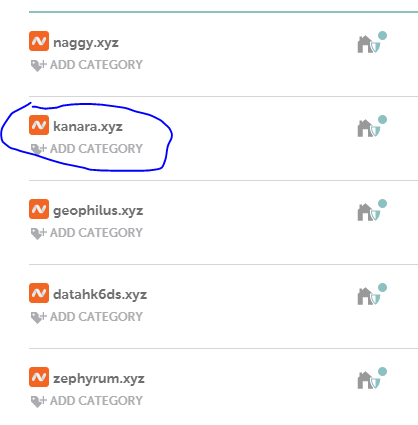 naggy.xyz
ADD CATEGORY
kanara.xyz
ADD CATEGORY
geophilus.xyz
ADD CATEGORY
datahk6ds.xyz
ADD CATEGORY
zephyrum.xyz
ADD CATEGORY